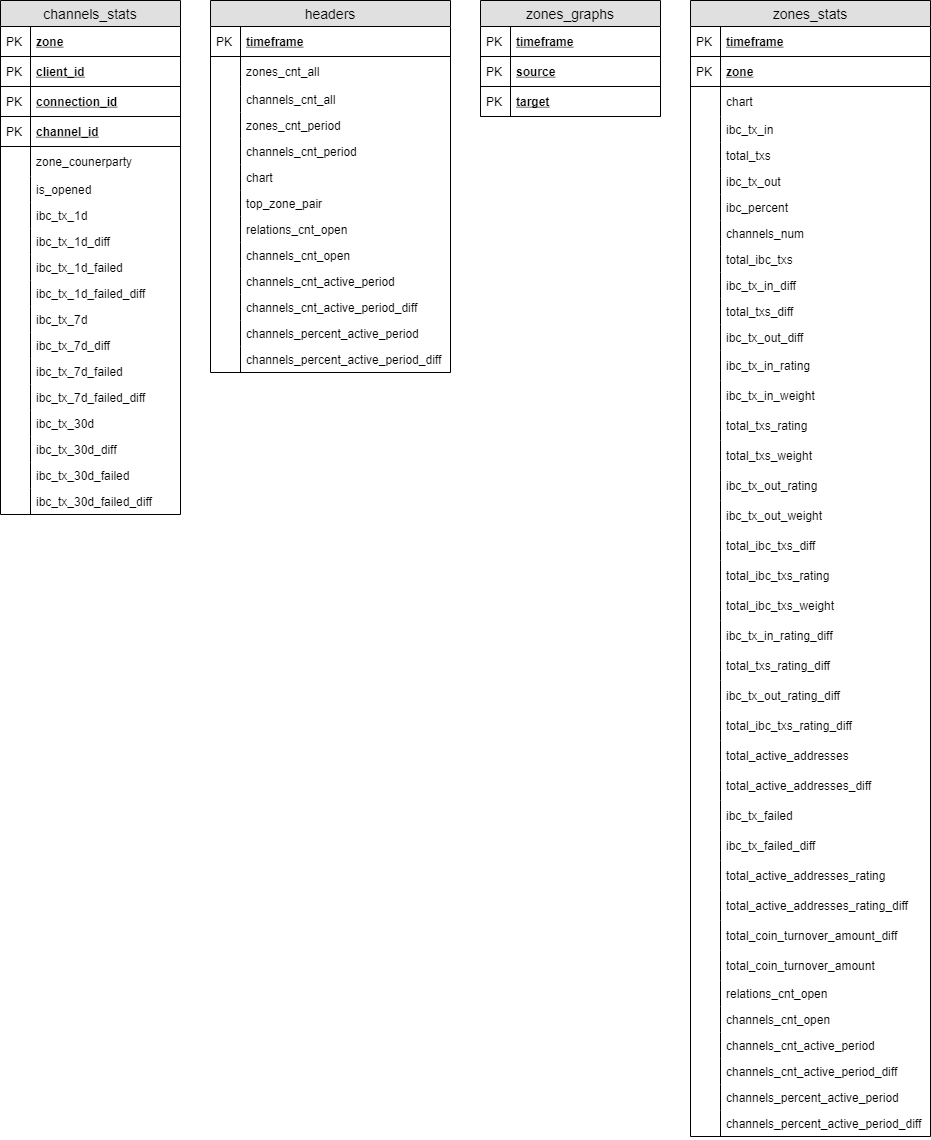 channels_stats
PK zone
PK client_id
PK connection_id
PK channel_id
zone_counerparty
is_opened
ibc_tx_1d
ibc_tx_1d_diff
ibc_tx_1d_failed
ibc_tx_1d_failed_diff
ibc_tx_7d
ibc_tx_7d_diff
ibc_tx_7d_failed
ibc_tx_7d_failed_diff
ibc_tx_30d
ibc_tx_30d_diff
ibc_tx_30d_failed
ibc_tx_30d_failed_diff
headers
PK timeframe
zones_cnt_all
channels_cnt_all
zones_cnt_period
channels_cnt_period
chart
top_zone_pair
relations_cnt_open
channels_cnt_open
channels_cnt_active_period
channels_cnt_active_period_diff
channels_percent_active_period
channels_percent_active_period_diff
zones_graphs
PK timeframe
PK source
PK target
zones_stats
PK timeframe
PK zone
chart
ibc_tx_in
total_txs
ibc_tx_out
ibc_percent
channels_num
total_ibc_txs
ibc_tx_in_diff
total_txs_diff
ibc_tx_out_diff
ibc_tx_in_rating
ibc_tx_in_weight
total_txs_rating
total_txs_weight
ibc_tx_out_rating
ibc_tx_out_weight
total_ibc_txs_diff
total_ibc_txs_rating
total_ibc_txs_weight
ibc_tx_in_rating_diff
total_txs_rating_diff
ibc_tx_out_rating_diff
total_ibc_txs_rating_diff
total_active_addresses
total_active_addresses_diff
ibc_tx_failed
ibc_tx_failed_diff
total_active_addresses_rating
total_active_addresses_rating_diff
total_coin_turnover_amount_diff
total_coin_turnover_amount
relations_cnt_open
channels_cnt_open
channels_cnt_active_period
channels_cnt_active_period_diff
channels_percent_active_period
channels_percent_active_period_diff